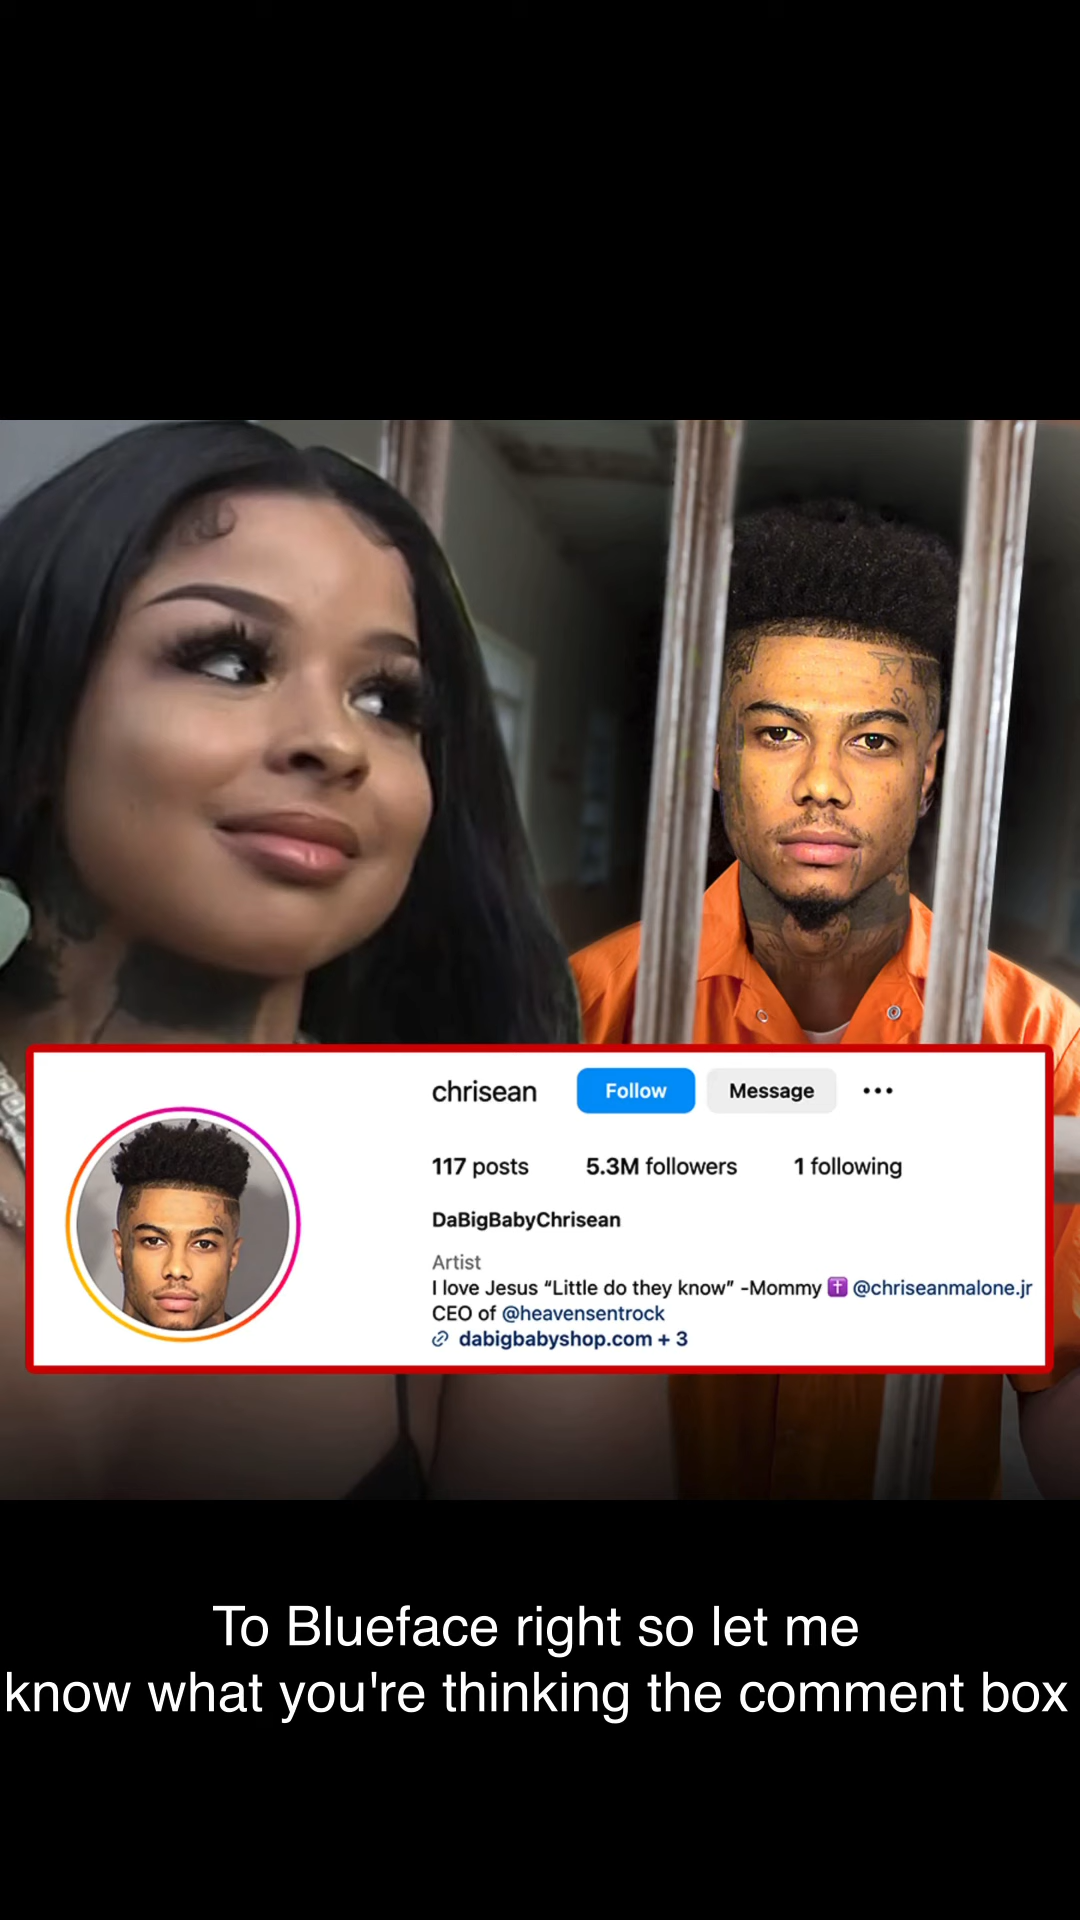 chrisean Follow Message •••
117 posts 5.3M followers 1 following
DaBigBabyChrisean
Artist
I love Jesus “Little do they know” -Mommy ✝️ @chriseanmalone.jr
CEO of @heavensentrock
dabigbabyshop.com + 3
To Blueface right so let me
know what you're thinking the comment box